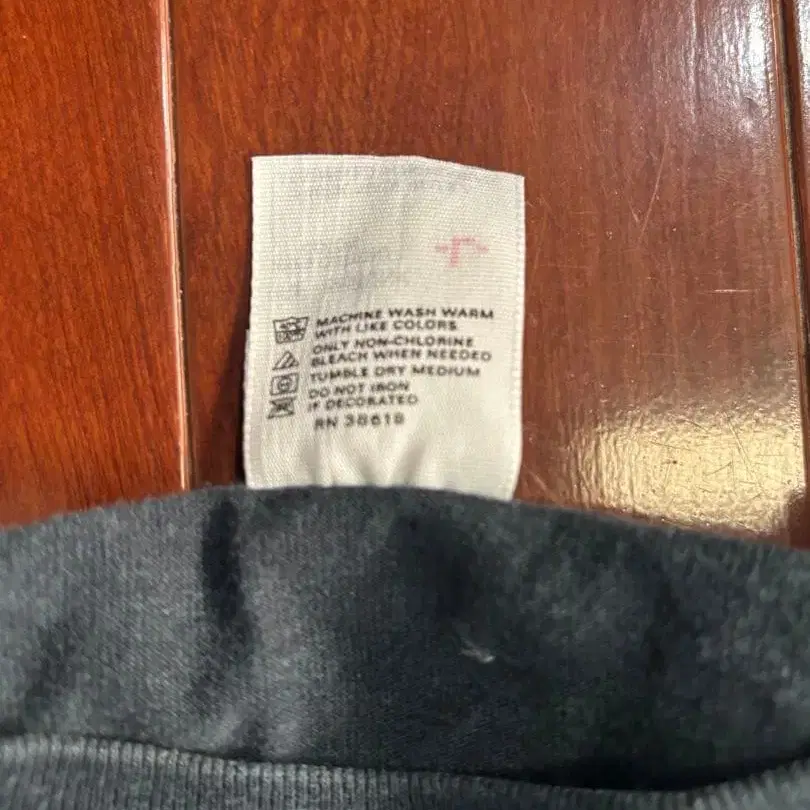 MACHINE WASH WARM
WITH LIKE COLORS
ONLY NON-CHLORINE
BLEACH WHEN NEEDED
TUMBLE DRY MEDIUM
DO NOT IRON
IF DECORATED
RN 38618